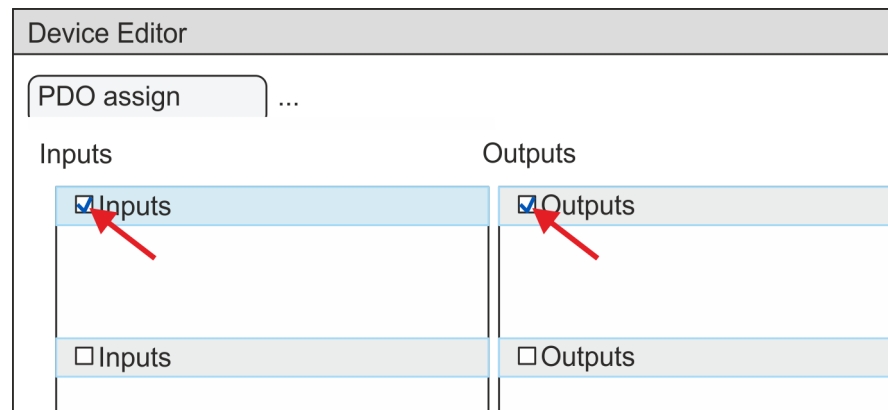 Device Editor
PDO assign ...
Inputs Outputs
Inputs Outputs
Inputs Outputs